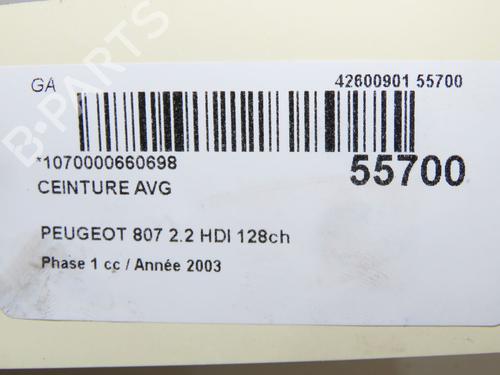 GA
42600901 55700
*1070000660698
55700
CEINTURE AVG
PEUGEOT 807 2.2 HDI 128ch
Phase 1 cc / Année 2003
B-PARTS